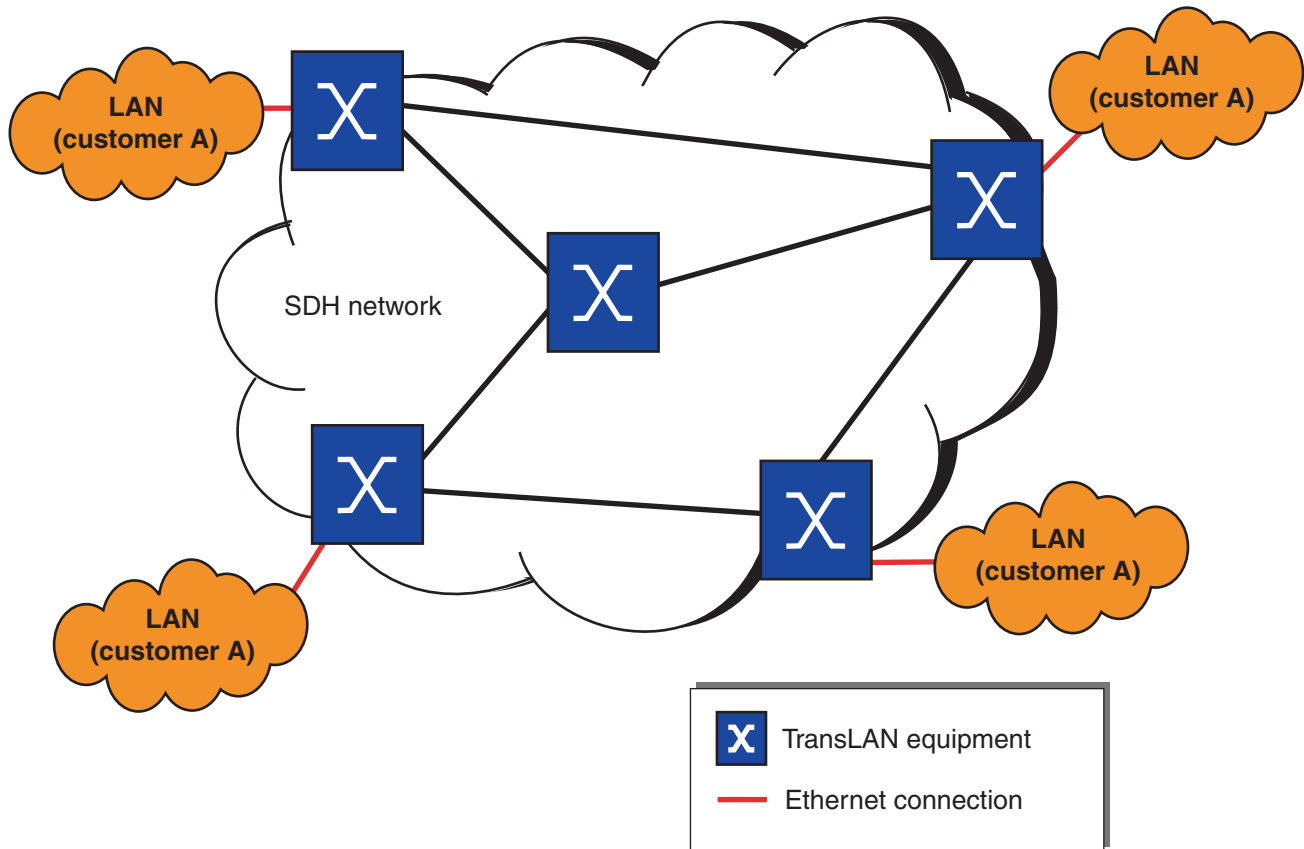 LAN
(customer A)
LAN
(customer A)
SDH network
LAN
(customer A)
LAN
(customer A)
TransLAN equipment
Ethernet connection